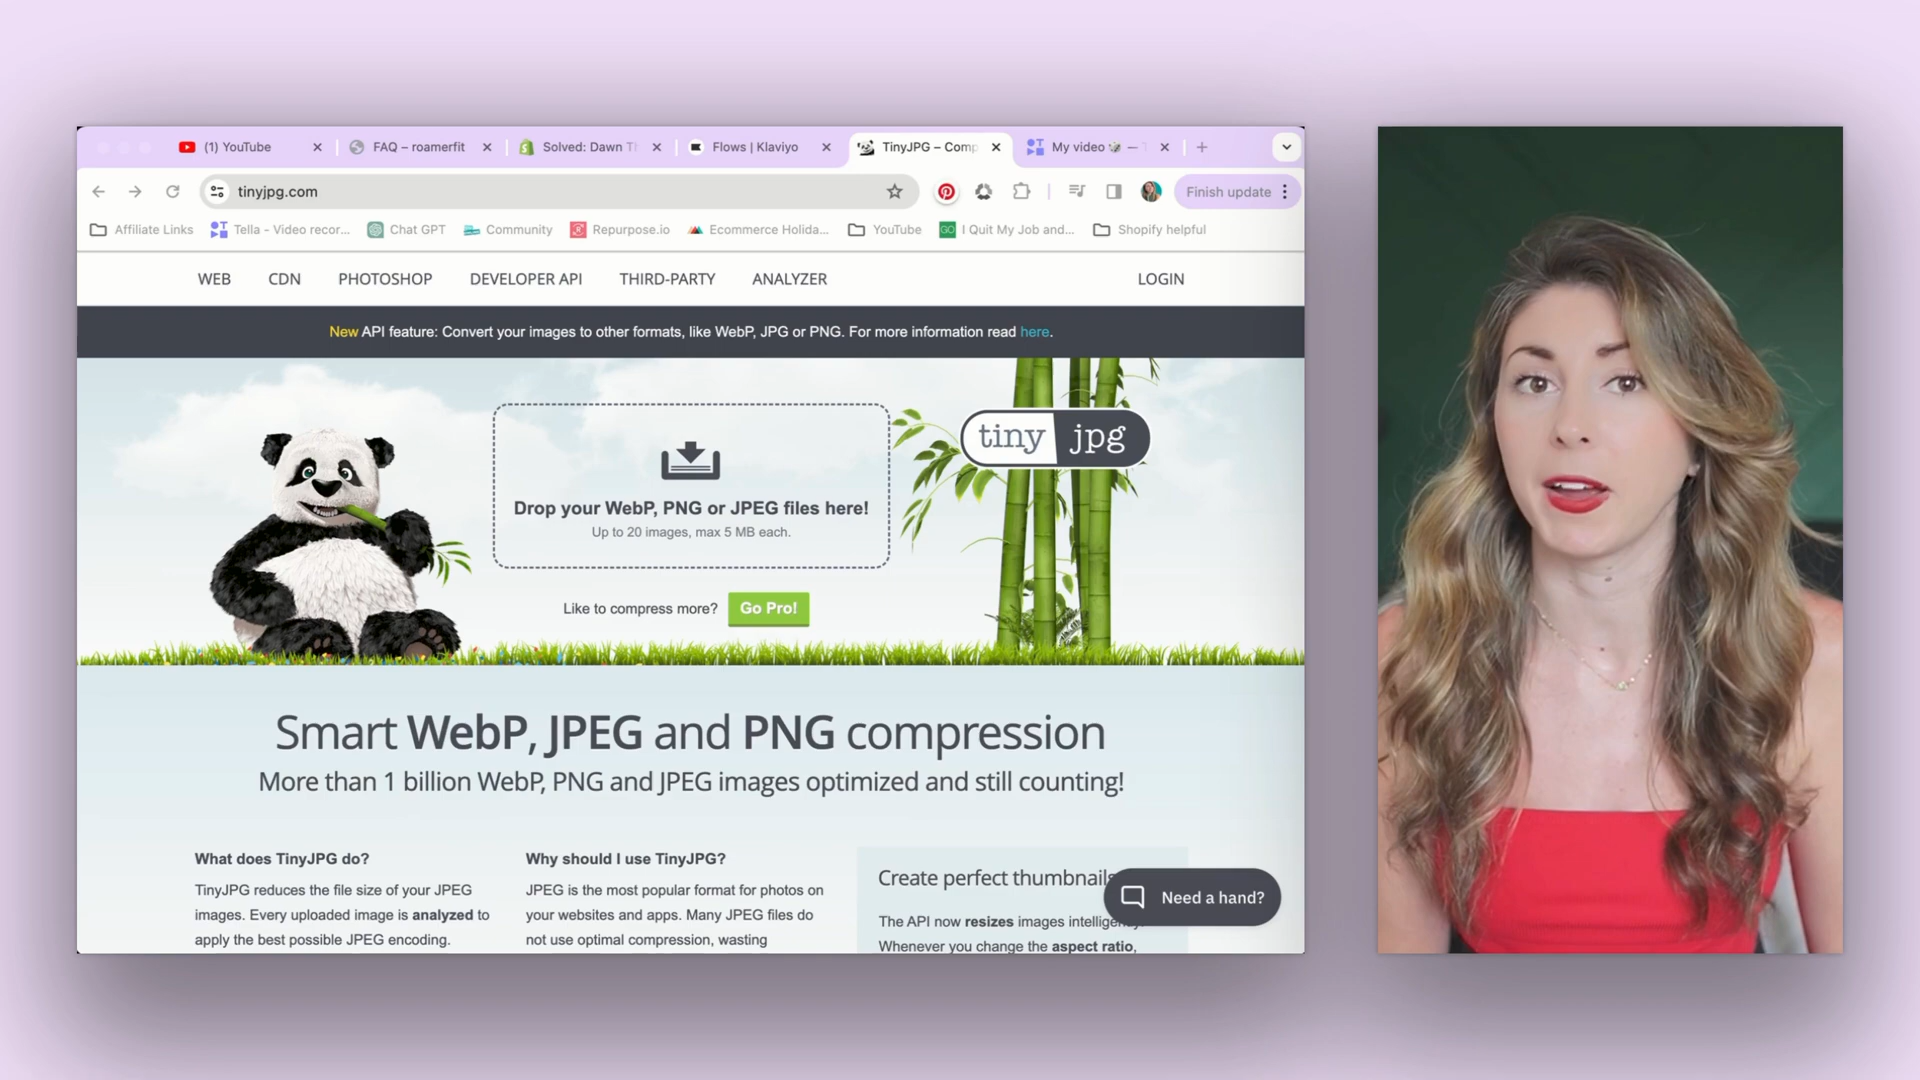 (1) YouTube
FAQ – roamerfit
Solved: Dawn Th
Flows | Klaviyo
TinyJPG – Comp
My video
tinyjpg.com
Finish update
Affiliate Links
Tella - Video recor...
Chat GPT
Community
Repurpose.io
Ecommerce Holida...
YouTube
I Quit My Job and...
Shopify helpful
WEB
CDN
PHOTOSHOP
DEVELOPER API
THIRD-PARTY
ANALYZER
LOGIN
New API feature: Convert your images to other formats, like WebP, JPG or PNG. For more information read here.
tiny jpg
Drop your WebP, PNG or JPEG files here!
Up to 20 images, max 5 MB each.
Like to compress more?
Go Pro!
Smart WebP, JPEG and PNG compression
More than 1 billion WebP, PNG and JPEG images optimized and still counting!
What does TinyJPG do?
TinyJPG reduces the file size of your JPEG
images. Every uploaded image is analyzed to
apply the best possible JPEG encoding.
Why should I use TinyJPG?
JPEG is the most popular format for photos on
your websites and apps. Many JPEG files do
not use optimal compression, wasting
Create perfect thumbnails
The API now resizes images intelligently.
Whenever you change the aspect ratio,
Need a hand?